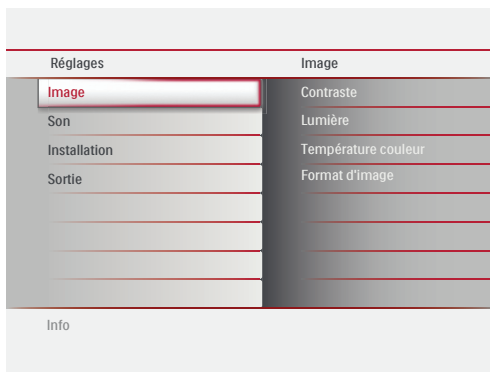 Réglages
Image
Image
Son
Installation
Sortie
Contraste
Lumière
Température couleur
Format d'image
Info